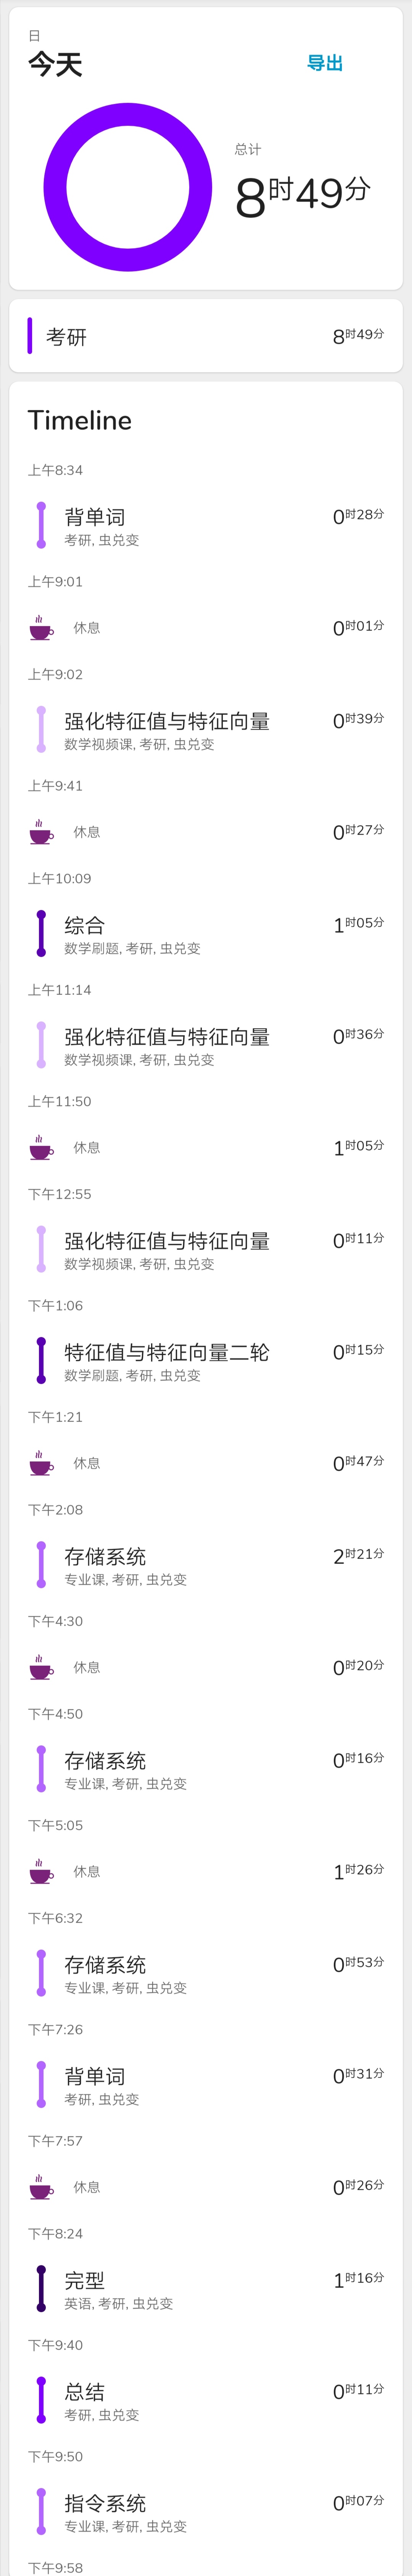 日
今天
导出
总计
8时49分
考研 8时49分
Timeline
上午8:34
背单词 0时28分
考研, 虫兑变
上午9:01
休息 0时01分
上午9:02
强化特征值与特征向量 0时39分
数学视频课, 考研, 虫兑变
上午9:41
休息 0时27分
上午10:09
综合 1时05分
数学刷题, 考研, 虫兑变
上午11:14
强化特征值与特征向量 0时36分
数学视频课, 考研, 虫兑变
上午11:50
休息 1时05分
下午12:55
强化特征值与特征向量 0时11分
数学视频课, 考研, 虫兑变
下午1:06
特征值与特征向量二轮 0时15分
数学刷题, 考研, 虫兑变
下午1:21
休息 0时47分
下午2:08
存储系统 2时21分
专业课, 考研, 虫兑变
下午4:30
休息 0时20分
下午4:50
存储系统 0时16分
专业课, 考研, 虫兑变
下午5:05
休息 1时26分
下午6:32
存储系统 0时53分
专业课, 考研, 虫兑变
下午7:26
背单词 0时31分
考研, 虫兑变
下午7:57
休息 0时26分
下午8:24
完型 1时16分
英语, 考研, 虫兑变
下午9:40
总结 0时11分
考研, 虫兑变
下午9:50
指令系统 0时07分
专业课, 考研, 虫兑变
下午9:58